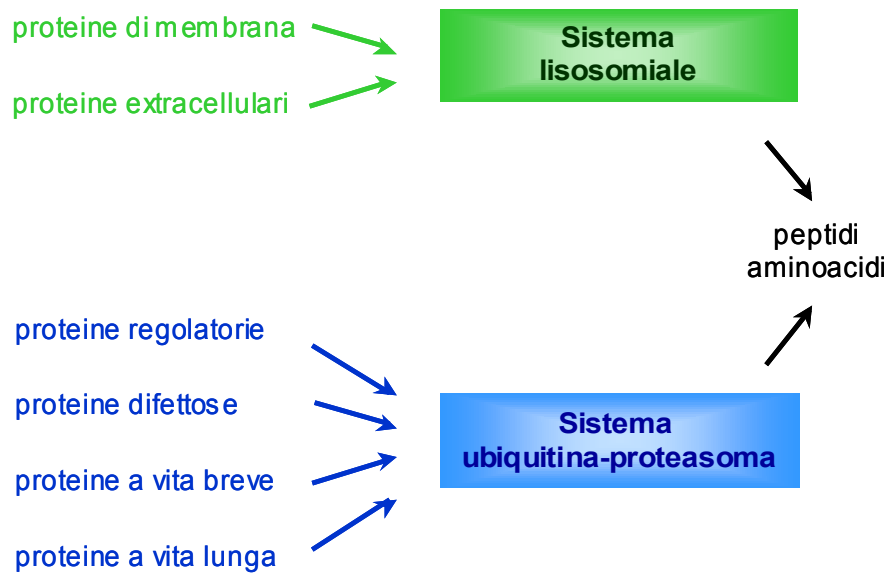 proteine di membrana
proteine extracellulari
Sistema
lisosomiale
peptidi
aminoacidi
proteine regolatorie
proteine difettose
proteine a vita breve
proteine a vita lunga
Sistema
ubiquitina-proteasoma